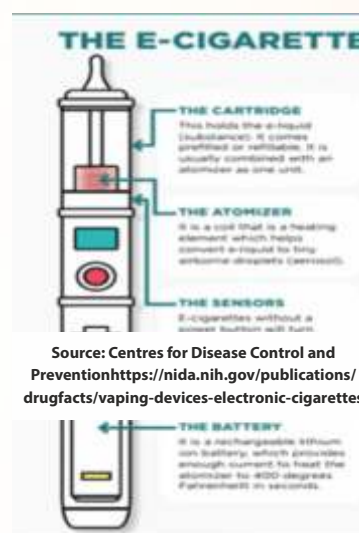 THE E-CIGARETTE
THE CARTRIDGE
This holds the e-liquid
(substance). It comes
prefilled or refillable. It is
usually combined with an
atomizer as one unit.
THE ATOMIZER
It is a coil that is a heating
element which helps
convert e-liquid to tiny
airborne droplets (aerosol).
THE SENSORS
E-cigarettes without a
power button will turn
Source: Centres for Disease Control and
Preventionhttps://nida.nih.gov/publications/
drugfacts/vaping-devices-electronic-cigarettes
THE BATTERY
It is a rechargeable lithium
ion battery, which provides
enough current to heat the
atomizer to 400 degrees
Fahrenheit in seconds.